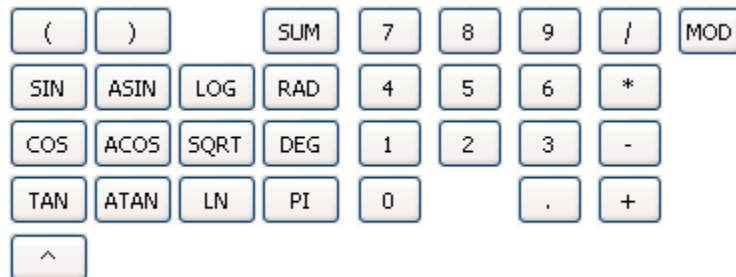 ( ) SUM 7 8 9 / MOD
SIN ASIN LOG RAD 4 5 6 *
COS ACOS SQRT DEG 1 2 3 -
TAN ATAN LN PI 0 . +
^